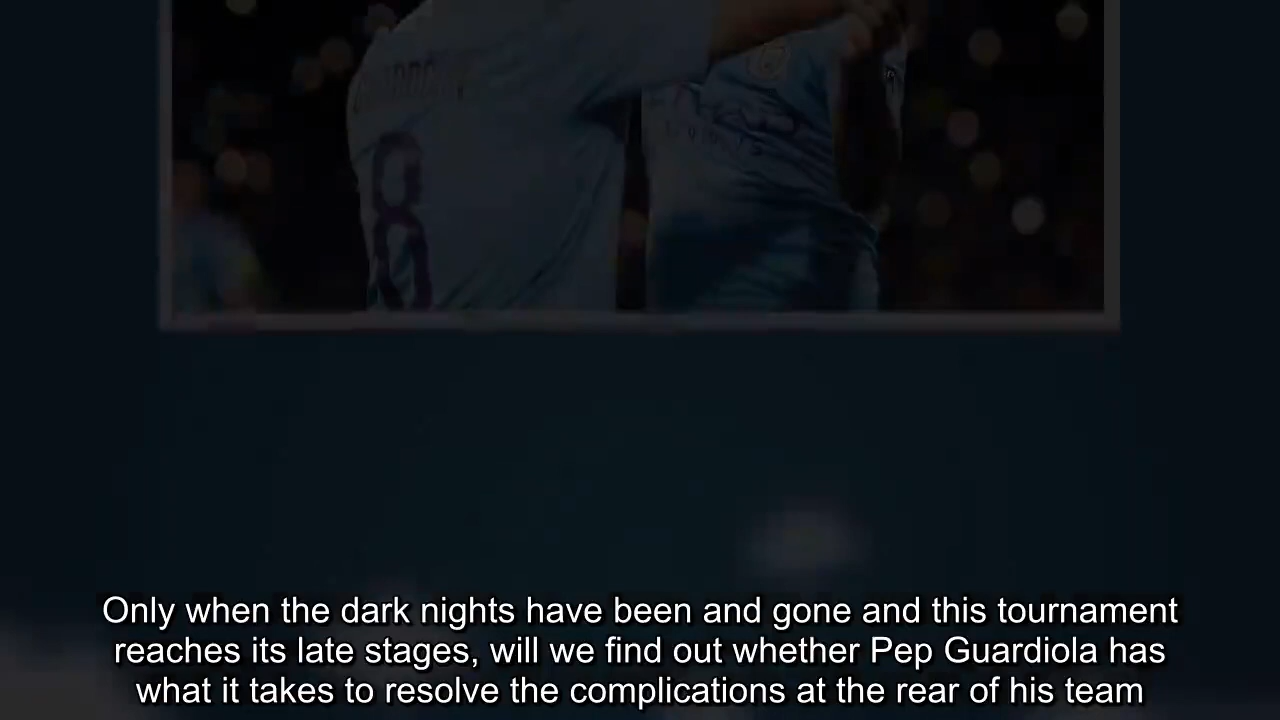 8
Only when the dark nights have been and gone and this tournament
reaches its late stages, will we find out whether Pep Guardiola has
what it takes to resolve the complications at the rear of his team